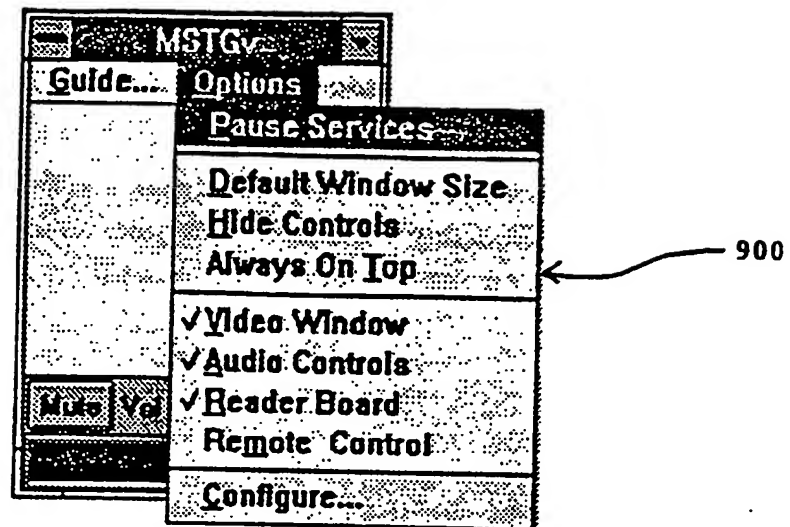 MSTGv
Guide... Options
Pause Services
Default Window Size
Hide Controls
Always On Top
900
✓Video Window
✓Audio Controls
Mute Vol ✓Reader Board
Remote Control
Configure...